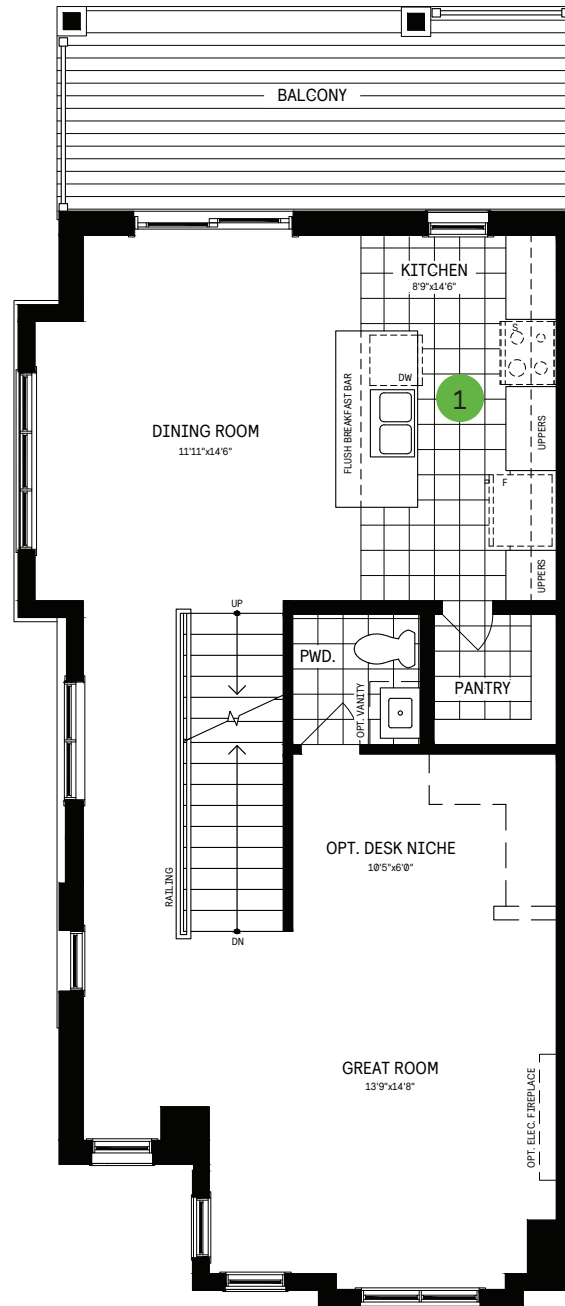 BALCONY
KITCHEN
8'9"x14'6"
S
DW
1
FLUSH BREAKFAST BAR
UPPERS
DINING ROOM
11'11"x14'6"
F
UPPERS
UP
PWD.
OPT. VANITY
PANTRY
OPT. DESK NICHE
10'5"x6'0"
RAILING
DN
GREAT ROOM
13'9"x14'8"
OPT. ELEC. FIREPLACE